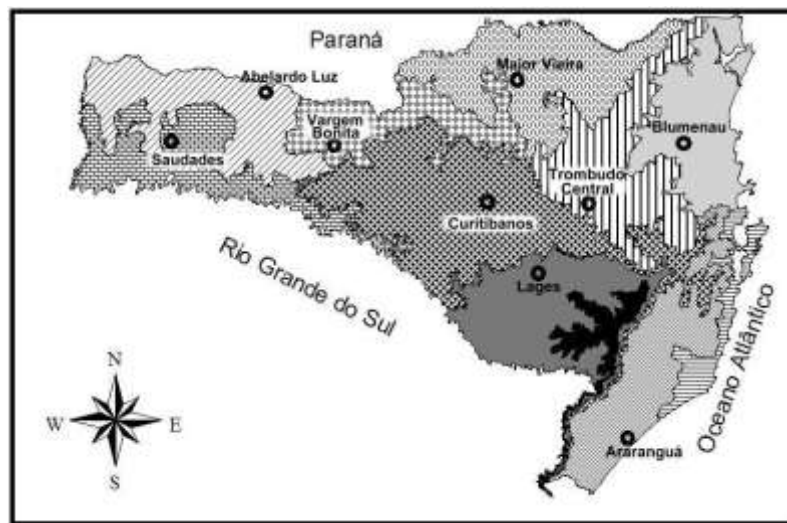 Paraná
Major Vieira
Abelardo Luz
Vargem
Bonita
Blumenau
Saudades
Trombudo
Central
Curitibanos
Rio Grande do Sul
Lages
Oceano Atlântico
N
W
E
S
Araranguá